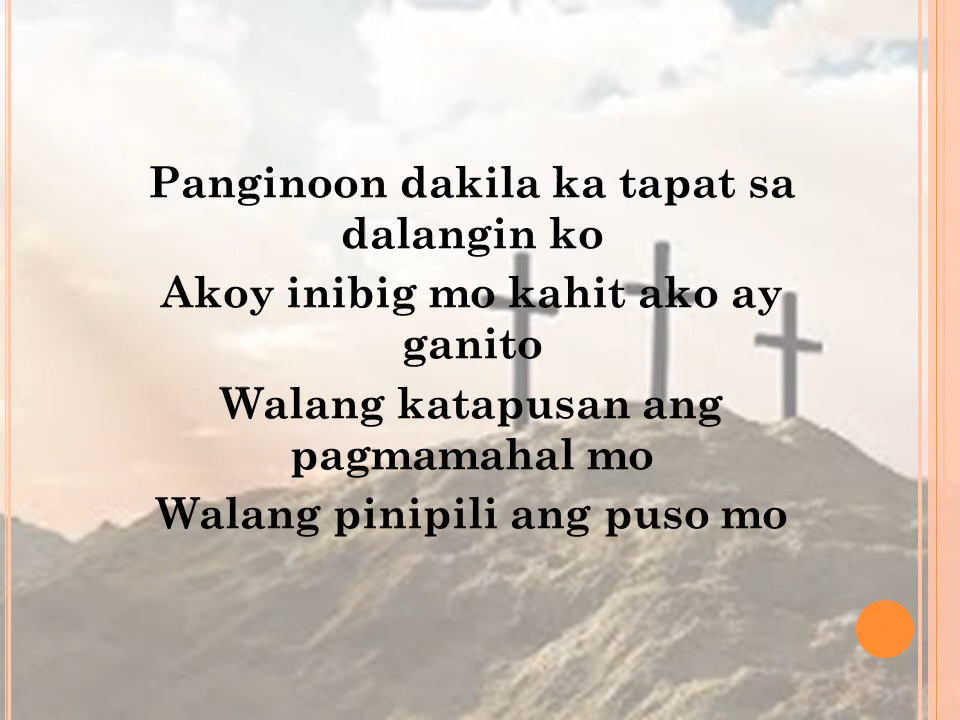 Panginoon dakila ka tapat sa
dalangin ko
Akoy inibig mo kahit ako ay
ganito
Walang katapusan ang
pagmamahal mo
Walang pinipili ang puso mo